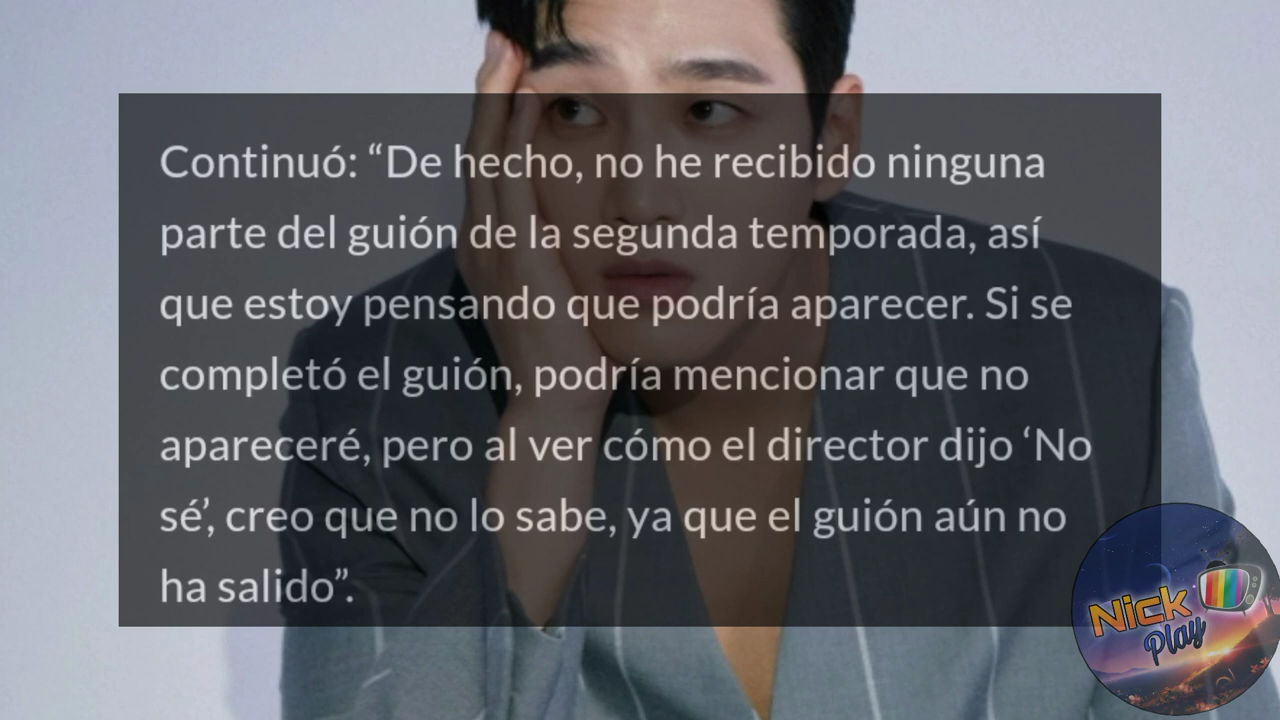 Continuó: “De hecho, no he recibido ninguna
parte del guión de la segunda temporada, así
que estoy pensando que podría aparecer. Si se
completó el guión, podría mencionar que no
apareceré, pero al ver cómo el director dijo ‘No
sé’, creo que no lo sabe, ya que el guión aún no
ha salido”.
Nick
Play